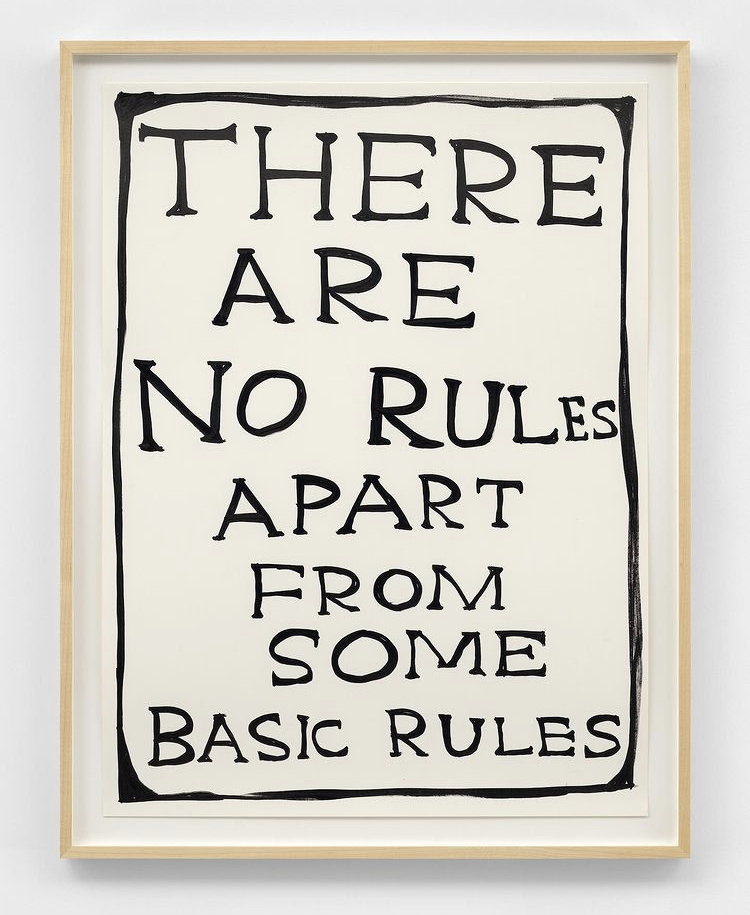 THERE
ARE
NO RULES
APART
FROM
SOME
BASIC RULES